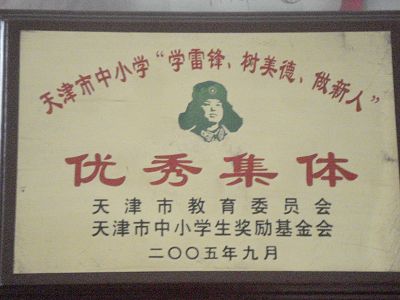 天津市中小学“学雷锋、树美德、做新人”
优秀集体
天津市教育委员会
天津市中小学生奖励基金会
二〇〇五年九月